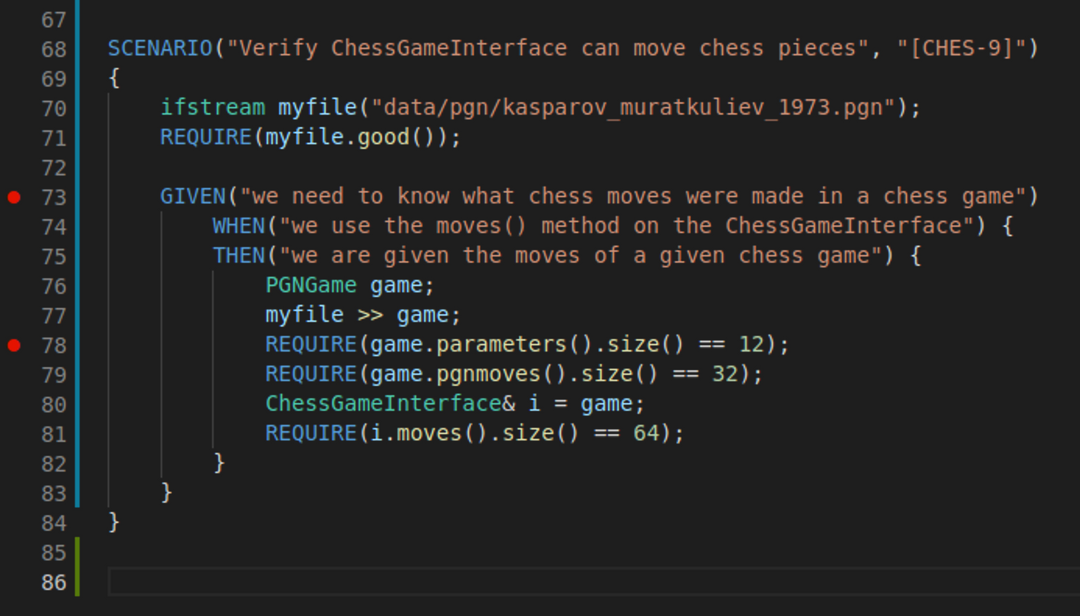 67
68 SCENARIO("Verify ChessGameInterface can move chess pieces", "[CHES-9]")
69 {
70     ifstream myfile("data/pgn/kasparov_muratkuliev_1973.pgn");
71     REQUIRE(myfile.good());
72
73     GIVEN("we need to know what chess moves were made in a chess game")
74         WHEN("we use the moves() method on the ChessGameInterface") {
75         THEN("we are given the moves of a given chess game") {
76             PGNGame game;
77             myfile >> game;
78             REQUIRE(game.parameters().size() == 12);
79             REQUIRE(game.pgnmoves().size() == 32);
80             ChessGameInterface& i = game;
81             REQUIRE(i.moves().size() == 64);
82         }
83     }
84 }
85
86